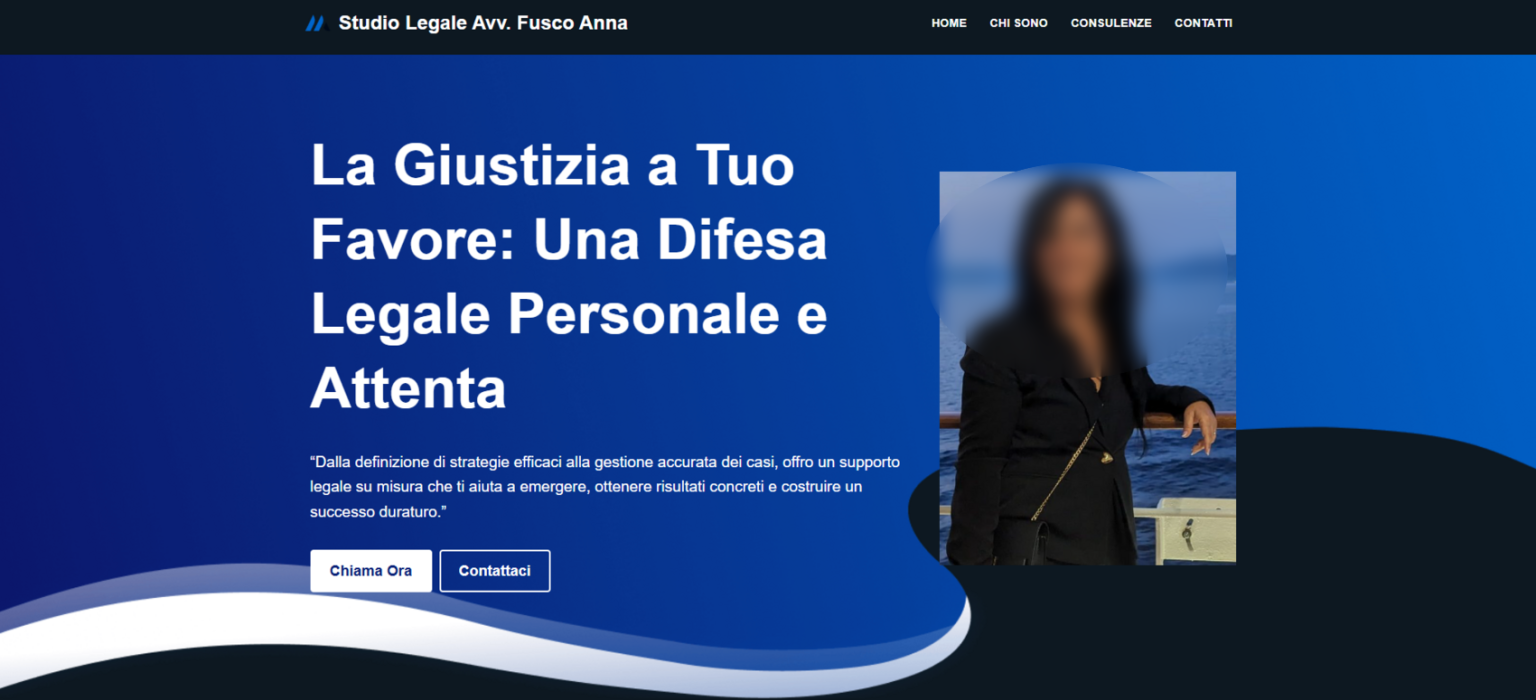 Studio Legale Avv. Fusco Anna
HOME CHI SONO CONSULENZE CONTATTI
La Giustizia a Tuo
Favore: Una Difesa
Legale Personale e
Attenta
“Dalla definizione di strategie efficaci alla gestione accurata dei casi, offro un supporto
legale su misura che ti aiuta a emergere, ottenere risultati concreti e costruire un
successo duraturo.”
Chiama Ora Contattaci